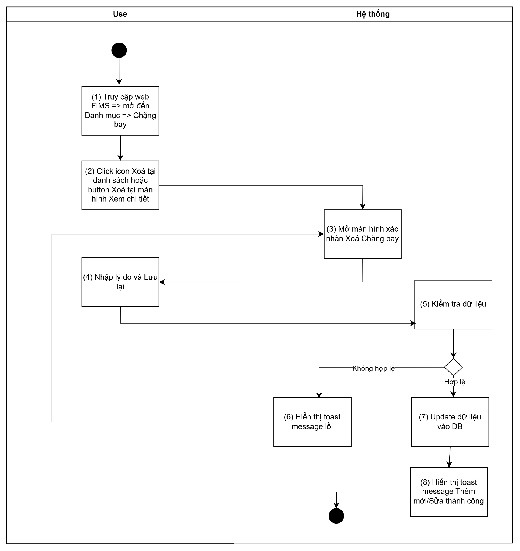 Use
Hệ thống
(1) Truy cập web
FIMS => mở đến
Danh mục => Chặng
bay
(2) Click icon Xoá tại
danh sách hoặc
button Xoá tại màn
hình Xem chi tiết
(3) Mở màn hình xác
nhận Xoá Chặng bay
(4) Nhập lý do và Lưu
lại
(5) Kiểm tra dữ liệu
Không hợp lệ
Hợp lệ
(6) Hiển thị toast
message lỗi
(7) Update dữ liệu
vào DB
(8) Hiển thị toast
message Thêm
mới/Sửa thành công